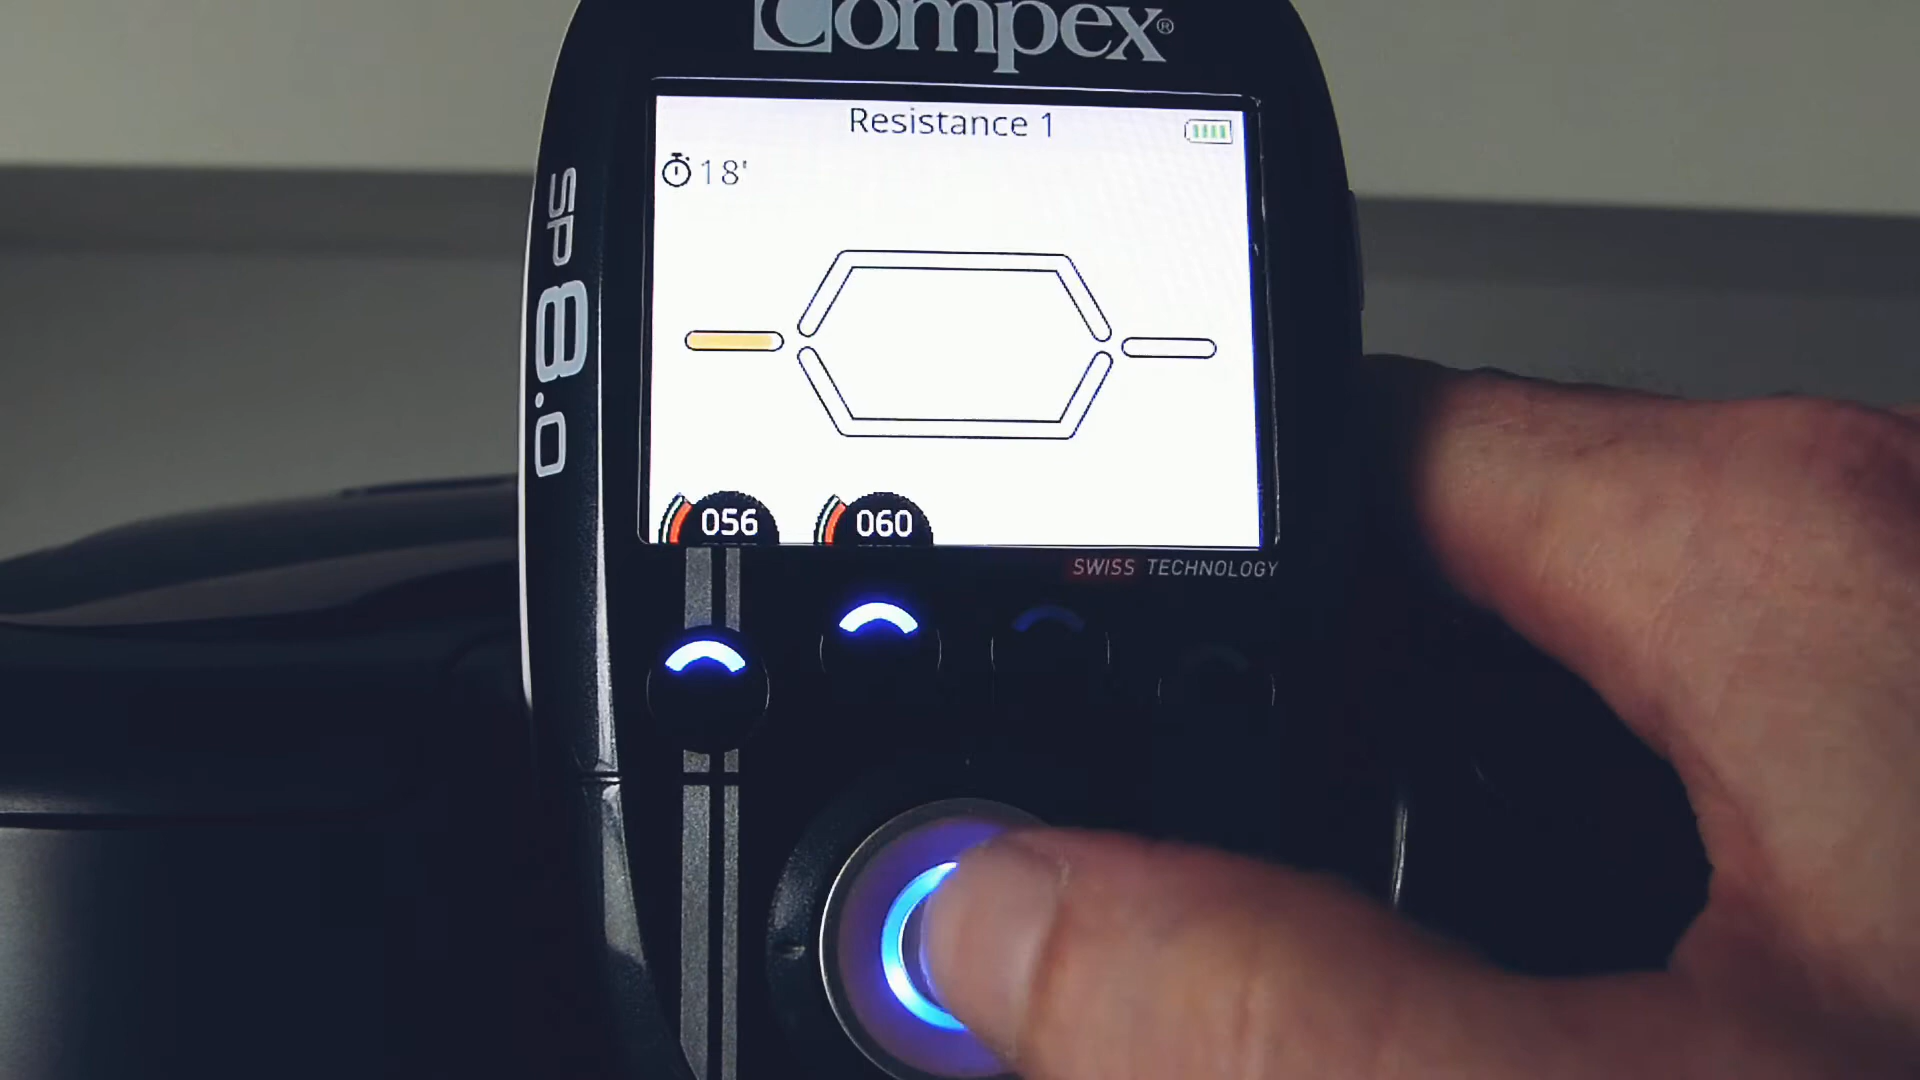 Compex®
Resistance 1
18'
SP 8.0
056
060
SWISS TECHNOLOGY